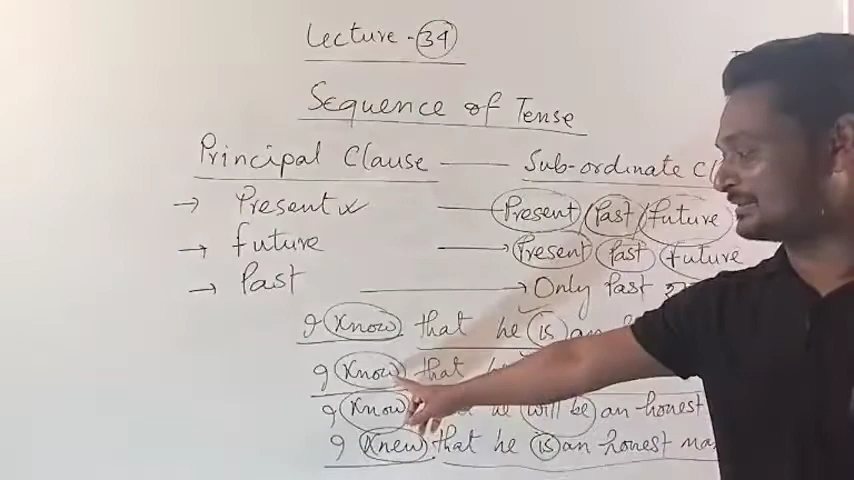 Lecture - 34
Sequence of Tense
Principal Clause — Sub-ordinate
→ Present — Present / Past / Future
→ Future → Present Past Future
→ Past → Only Past
I know that he is an
I know that
I know he will be an honest
I knew that he is an honest